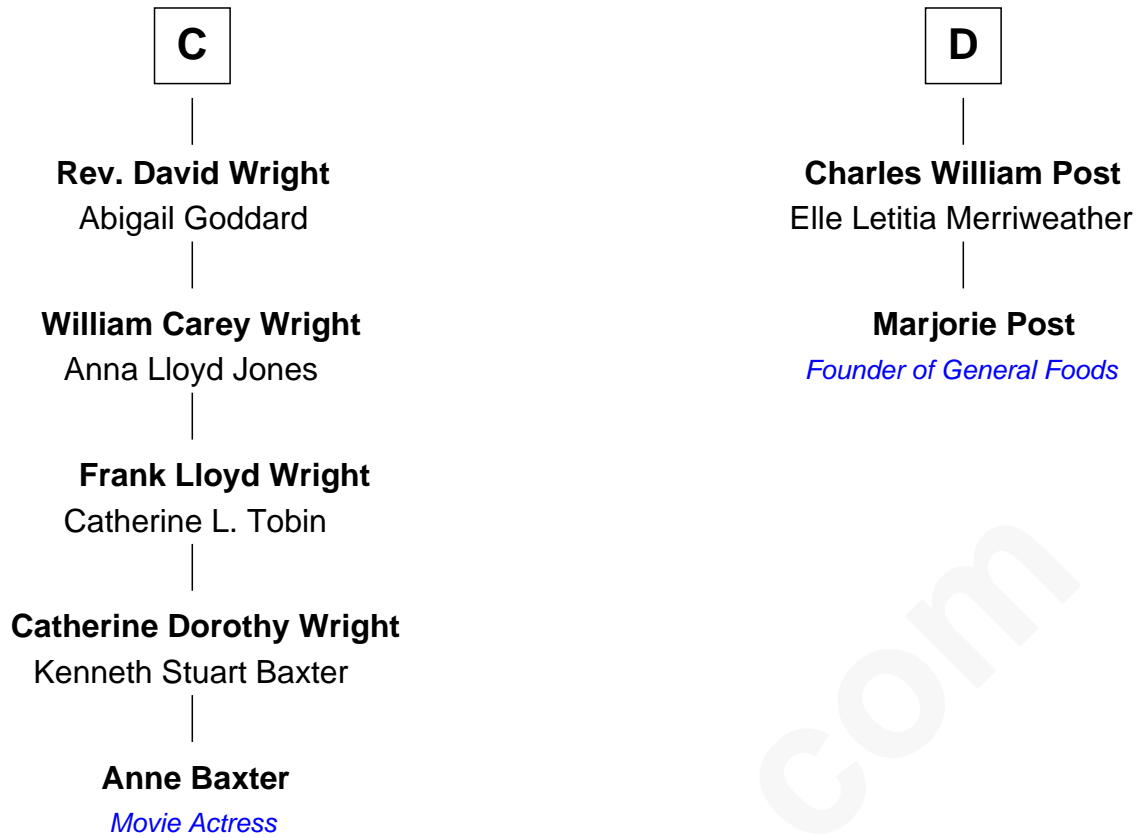 C
Rev. David Wright
Abigail Goddard
William Carey Wright
Anna Lloyd Jones
Frank Lloyd Wright
Catherine L. Tobin
Catherine Dorothy Wright
Kenneth Stuart Baxter
Anne Baxter
Movie Actress
D
Charles William Post
Elle Letitia Merriweather
Marjorie Post
Founder of General Foods
com